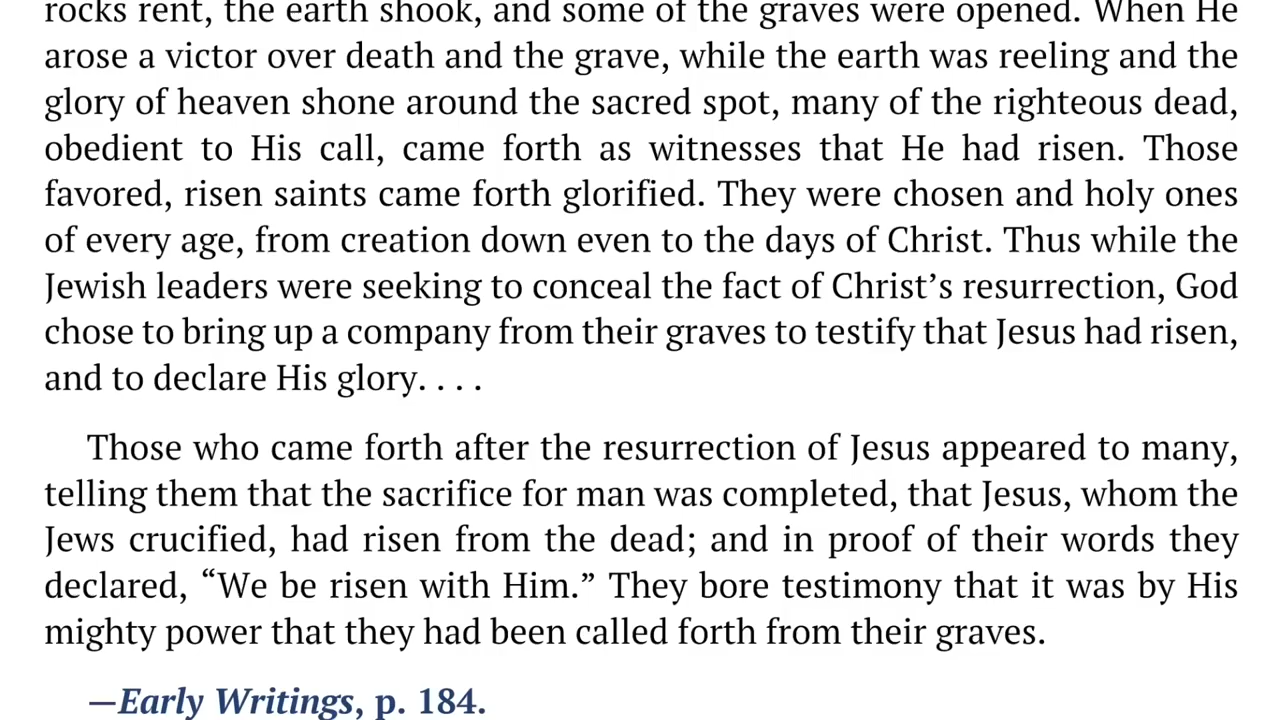 rocks rent, the earth shook, and some of the graves were opened. When He
arose a victor over death and the grave, while the earth was reeling and the
glory of heaven shone around the sacred spot, many of the righteous dead,
obedient to His call, came forth as witnesses that He had risen. Those
favored, risen saints came forth glorified. They were chosen and holy ones
of every age, from creation down even to the days of Christ. Thus while the
Jewish leaders were seeking to conceal the fact of Christ’s resurrection, God
chose to bring up a company from their graves to testify that Jesus had risen,
and to declare His glory. . . .
Those who came forth after the resurrection of Jesus appeared to many,
telling them that the sacrifice for man was completed, that Jesus, whom the
Jews crucified, had risen from the dead; and in proof of their words they
declared, “We be risen with Him.” They bore testimony that it was by His
mighty power that they had been called forth from their graves.
—Early Writings, p. 184.